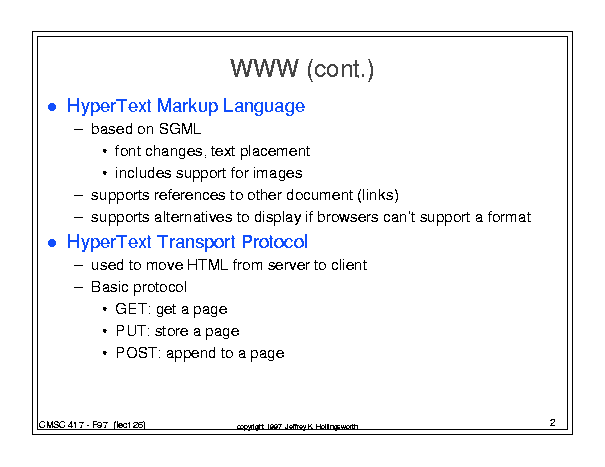 WWW (cont.)
● HyperText Markup Language
– based on SGML
• font changes, text placement
• includes support for images
– supports references to other document (links)
– supports alternatives to display if browsers can't support a format
● HyperText Transport Protocol
– used to move HTML from server to client
– Basic protocol
• GET: get a page
• PUT: store a page
• POST: append to a page
CMSC 417 - F97 (lect 26)
copyright 1997 Jeffrey K. Hollingsworth
2